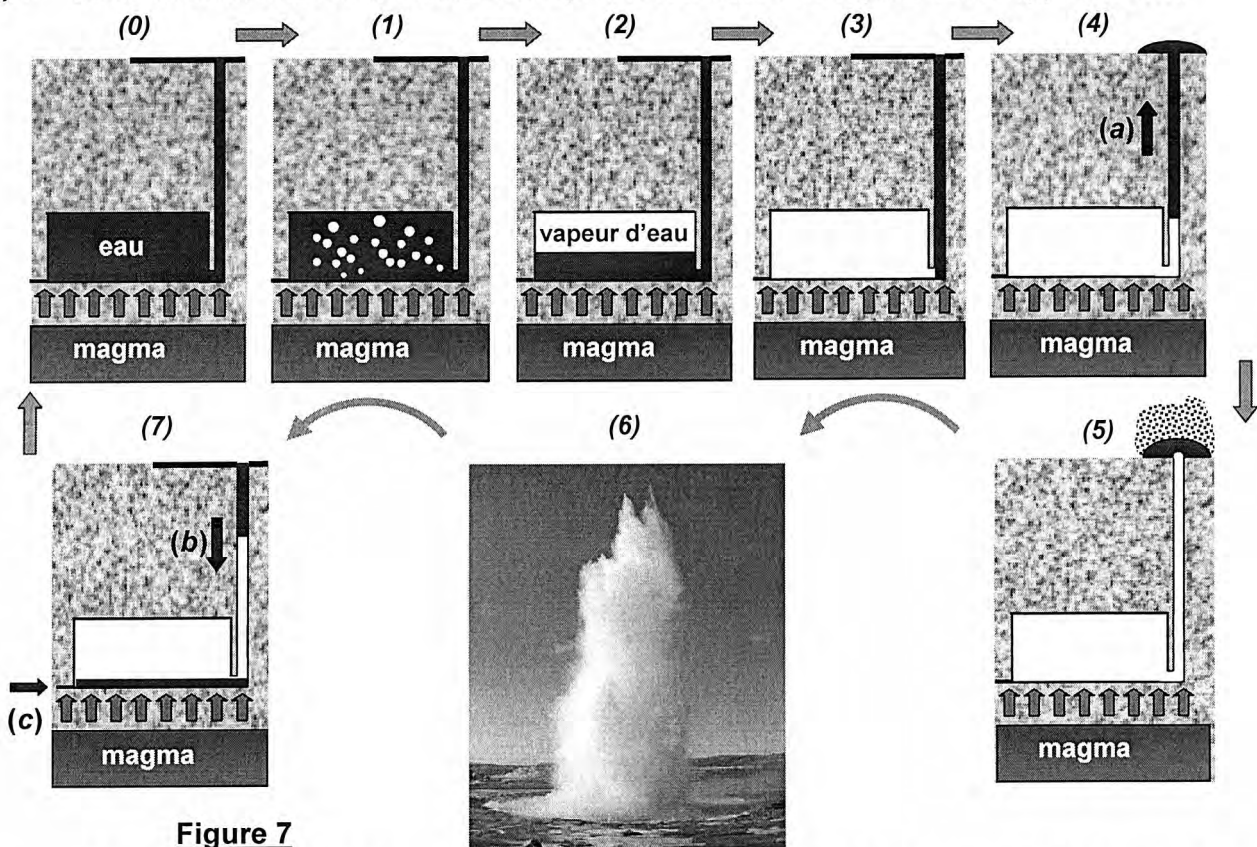 (0) (1) (2) (3) (4)
(a)
eau
vapeur d'eau
magma magma magma magma magma
(7) (6) (5)
(b)
(c)
magma
magma
Figure 7